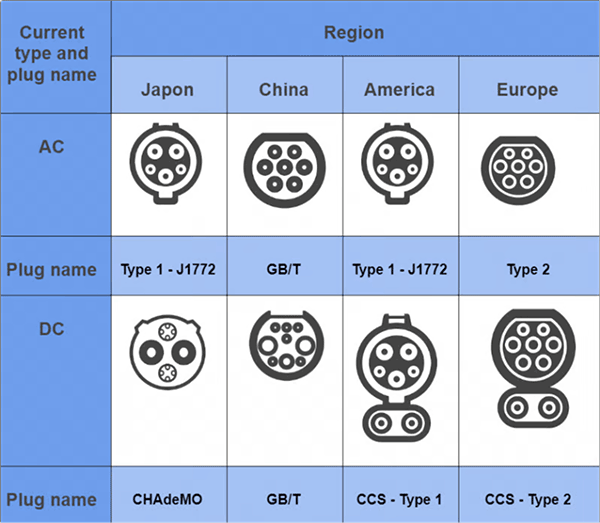 Current
type and
plug name
Region
Japon
China
America
Europe
AC
Plug name
Type 1 - J1772
GB/T
Type 1 - J1772
Type 2
DC
Plug name
CHAdeMO
GB/T
CCS - Type 1
CCS - Type 2